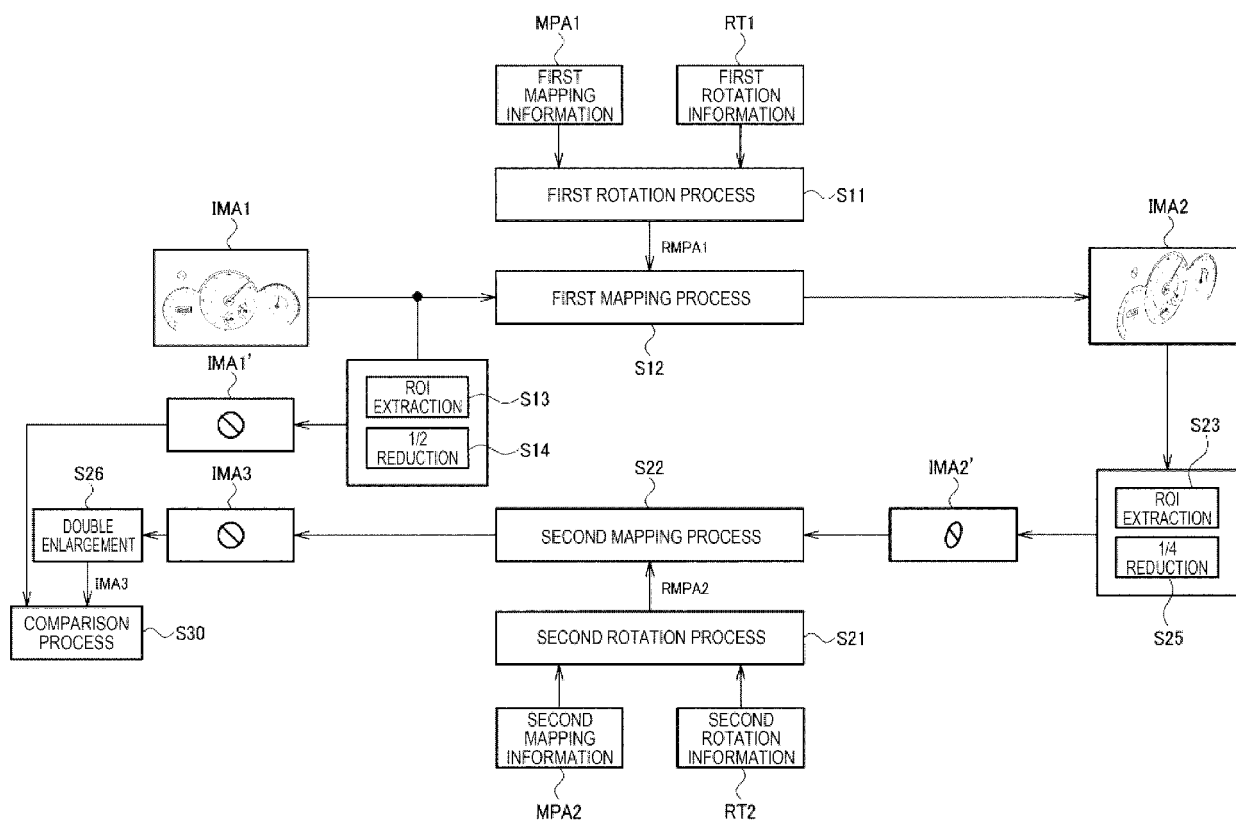 MPA1
RT1
FIRST
MAPPING
INFORMATION
FIRST
ROTATION
INFORMATION
FIRST ROTATION PROCESS
S11
IMA1
RMPA1
IMA2
FIRST MAPPING PROCESS
S12
IMA1'
ROI
EXTRACTION
S13
1/2
REDUCTION
S14
S23
S26
IMA3
S22
IMA2'
ROI
EXTRACTION
DOUBLE
ENLARGEMENT
SECOND MAPPING PROCESS
1/4
REDUCTION
IMA3
RMPA2
S25
COMPARISON
PROCESS
S30
SECOND ROTATION PROCESS
S21
SECOND
MAPPING
INFORMATION
SECOND
ROTATION
INFORMATION
MPA2
RT2